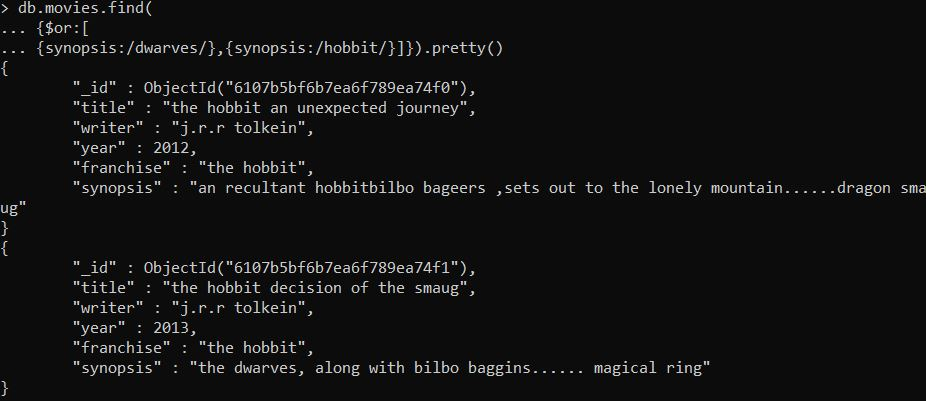 > db.movies.find(
... {$or:[
... {synopsis:/dwarves/},{synopsis:/hobbit/}]}).pretty()
{
        "_id" : ObjectId("6107b5bf6b7ea6f789ea74f0"),
        "title" : "the hobbit an unexpected journey",
        "writer" : "j.r.r tolkein",
        "year" : 2012,
        "franchise" : "the hobbit",
        "synopsis" : "an recultant hobbitbilbo bageers ,sets out to the lonely mountain......dragon sma
ug"
}
{
        "_id" : ObjectId("6107b5bf6b7ea6f789ea74f1"),
        "title" : "the hobbit decision of the smaug",
        "writer" : "j.r.r tolkein",
        "year" : 2013,
        "franchise" : "the hobbit",
        "synopsis" : "the dwarves, along with bilbo baggins...... magical ring"
}